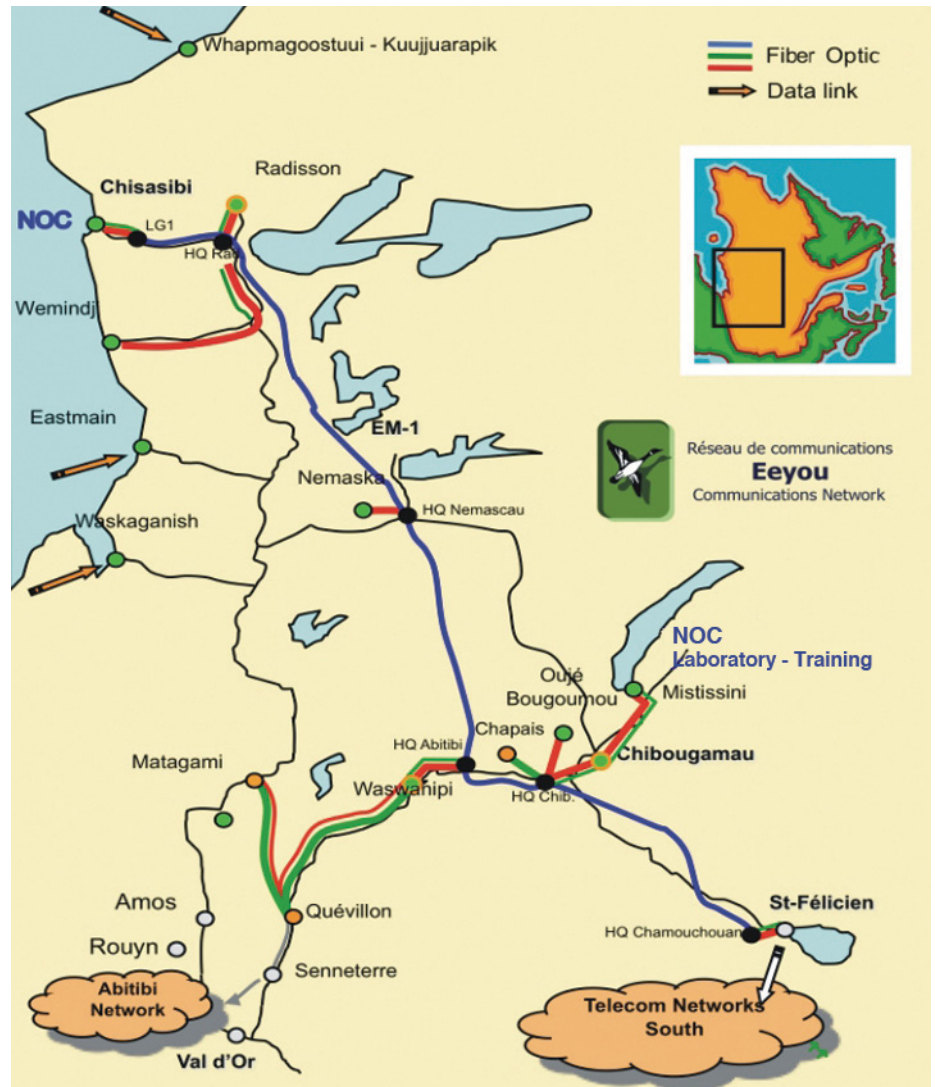 Whapmagoostuui - Kuujjuarapik
Fiber Optic
Data link
Radisson
Chisasibi
NOC
LG1
HQ Rad.
Wemindji
Eastmain
EM-1
Réseau de communications
Eeyou
Communications Network
Nemaska
HQ Nemascau
Waskaganish
NOC
Laboratory - Training
Oujé
Bougoumou
Mistissini
Chapais
HQ Abitibi
Chibougamau
Matagami
Waswanipi
HQ Chib.
Amos
Quévillon
St-Félicien
HQ Chamouchouan
Rouyn
Senneterre
Abitibi
Network
Telecom Networks
South
Val d'Or